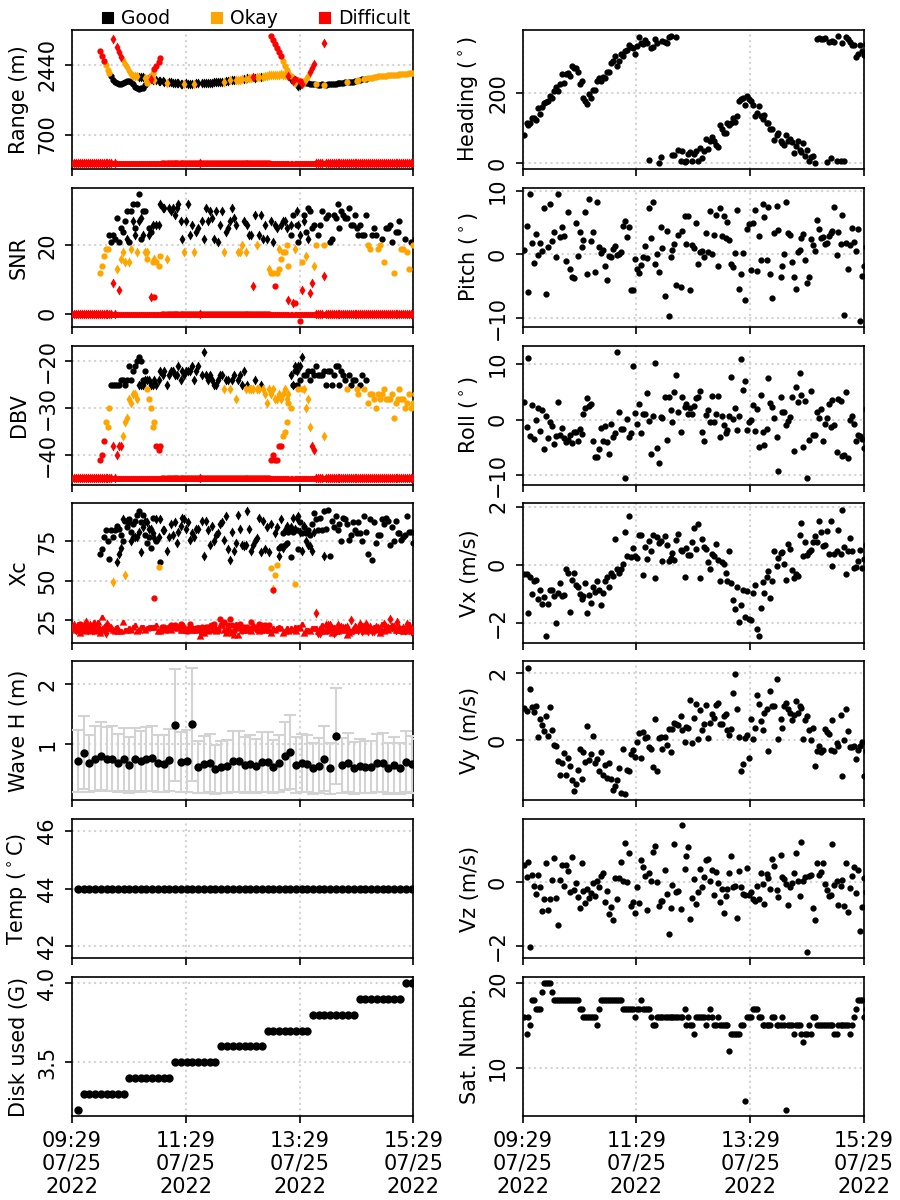 Good Okay Difficult
Range (m)
2440
700
Heading (°)
200
0
SNR
20
0
Pitch (°)
10
0
−10
DBV
−20
−30
−40
Roll (°)
10
0
−10
Xc
75
50
25
Vx (m/s)
2
0
−2
Wave H (m)
2
1
Vy (m/s)
2
0
Temp (°C)
46
44
42
Vz (m/s)
0
−2
Disk used (G)
4.0
3.5
Sat. Numb.
20
10
09:29 11:29 13:29 15:29
07/25 07/25 07/25 07/25
2022 2022 2022 2022
09:29 11:29 13:29 15:29
07/25 07/25 07/25 07/25
2022 2022 2022 2022